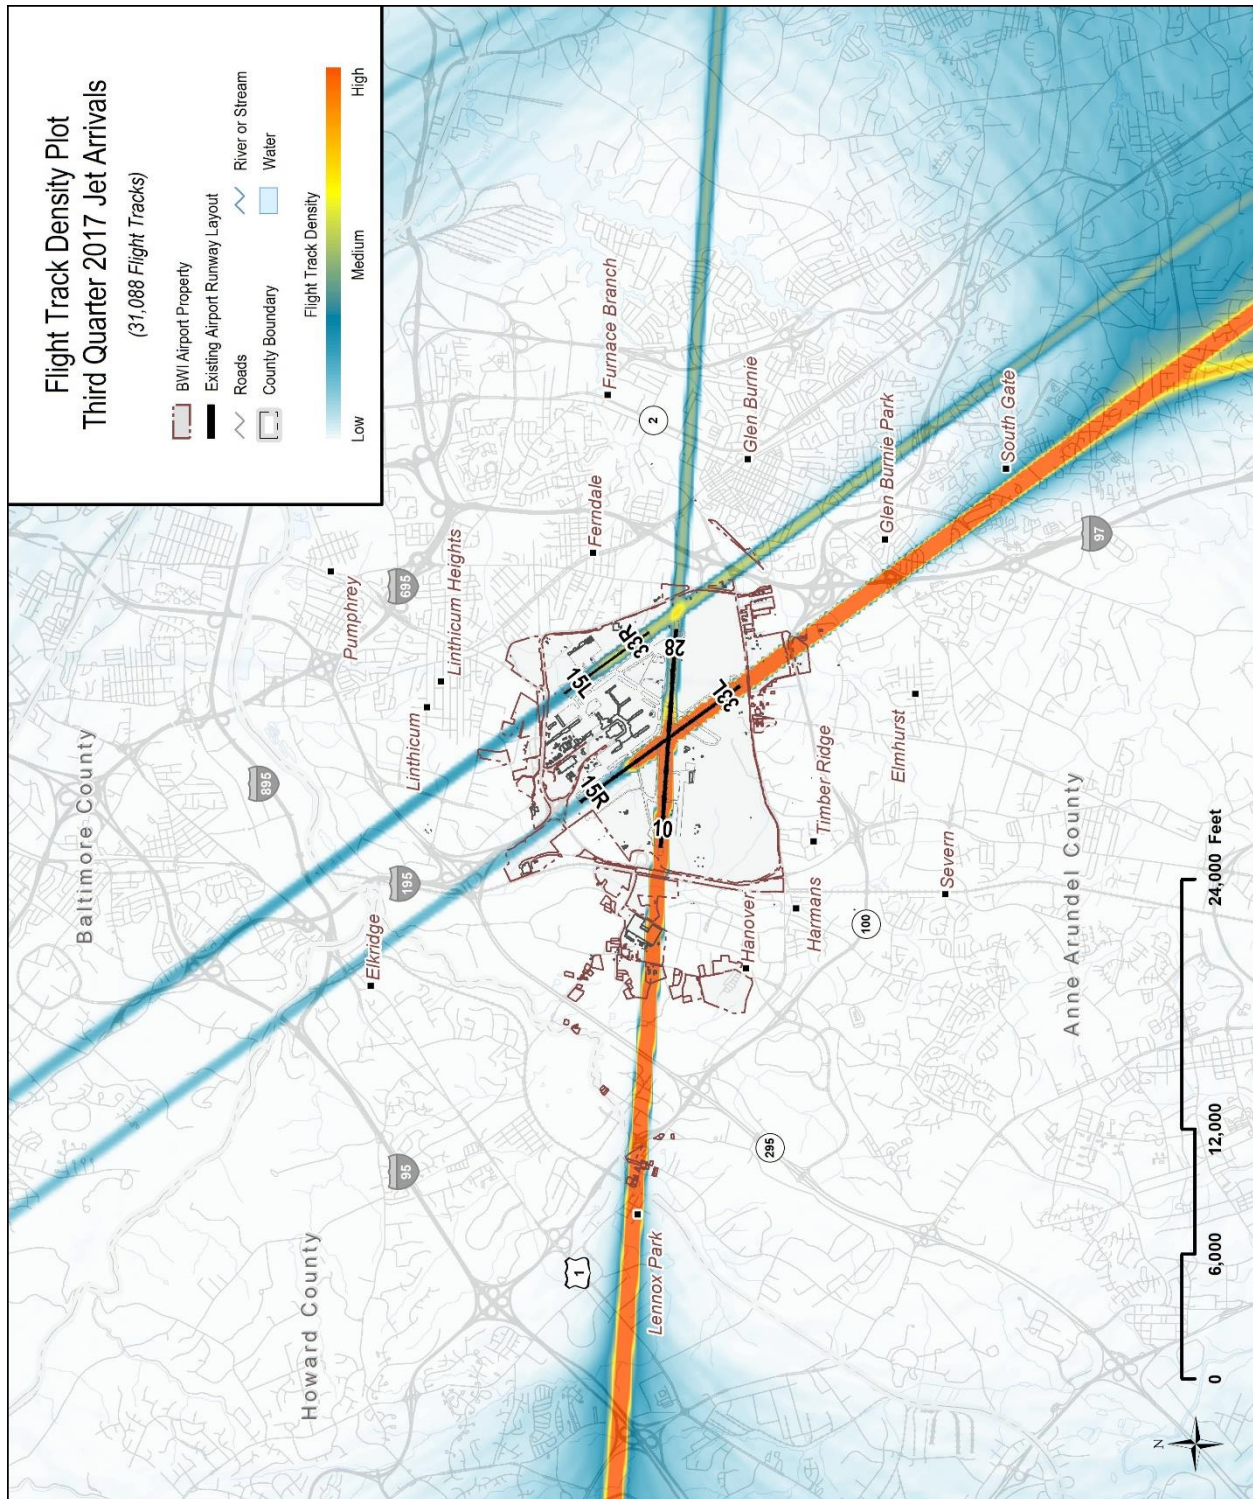 Flight Track Density Plot
Third Quarter 2017 Jet Arrivals
(31,088 Flight Tracks)
BWI Airport Property
Existing Airport Runway Layout
Roads
River or Stream
County Boundary
Water
Flight Track Density
Low
Medium
High
Baltimore County
Howard County
Anne Arundel County
Pumphrey
695
Linthicum Heights
Linthicum
895
195
Elkridge
95
Ferndale
Furnace Branch
2
Glen Burnie
Glen Burnie Park
South Gate
97
15L
33R
28
15R
33L
10
Lennox Park
1
295
Hanover
Harmans
Timber Ridge
100
Elmhurst
Severn
N
0
6,000
12,000
24,000 Feet